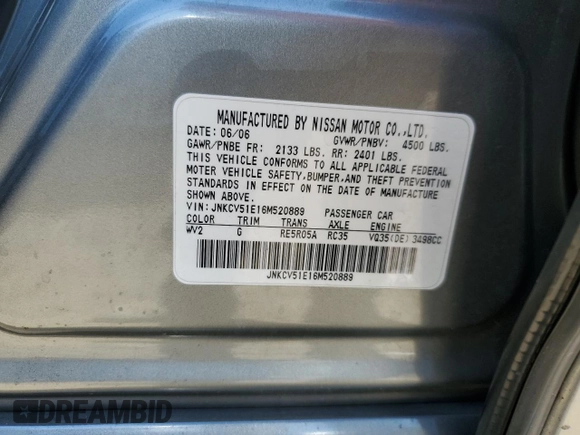 MANUFACTURED BY NISSAN MOTOR CO.,LTD.
DATE: 06/06 GVWR/PNBV: 4500 LBS.
GAWR/PNBE FR: 2133 LBS. RR: 2401 LBS.
THIS VEHICLE CONFORMS TO ALL APPLICABLE FEDERAL
MOTER VEHICLE SAFETY,BUMPER,AND THEFT PREVENTION
STANDARDS IN EFFECT ON THE DATE OF MANUFACTURE
SHOWN ABOVE.
VIN: JNKCV51E16M520889 PASSENGER CAR
COLOR TRIM TRANS AXLE ENGINE
WV2 G RE5R05A RC35 VQ35(DE) 3498CC
JNKCV51E16M520889
DREAMBID